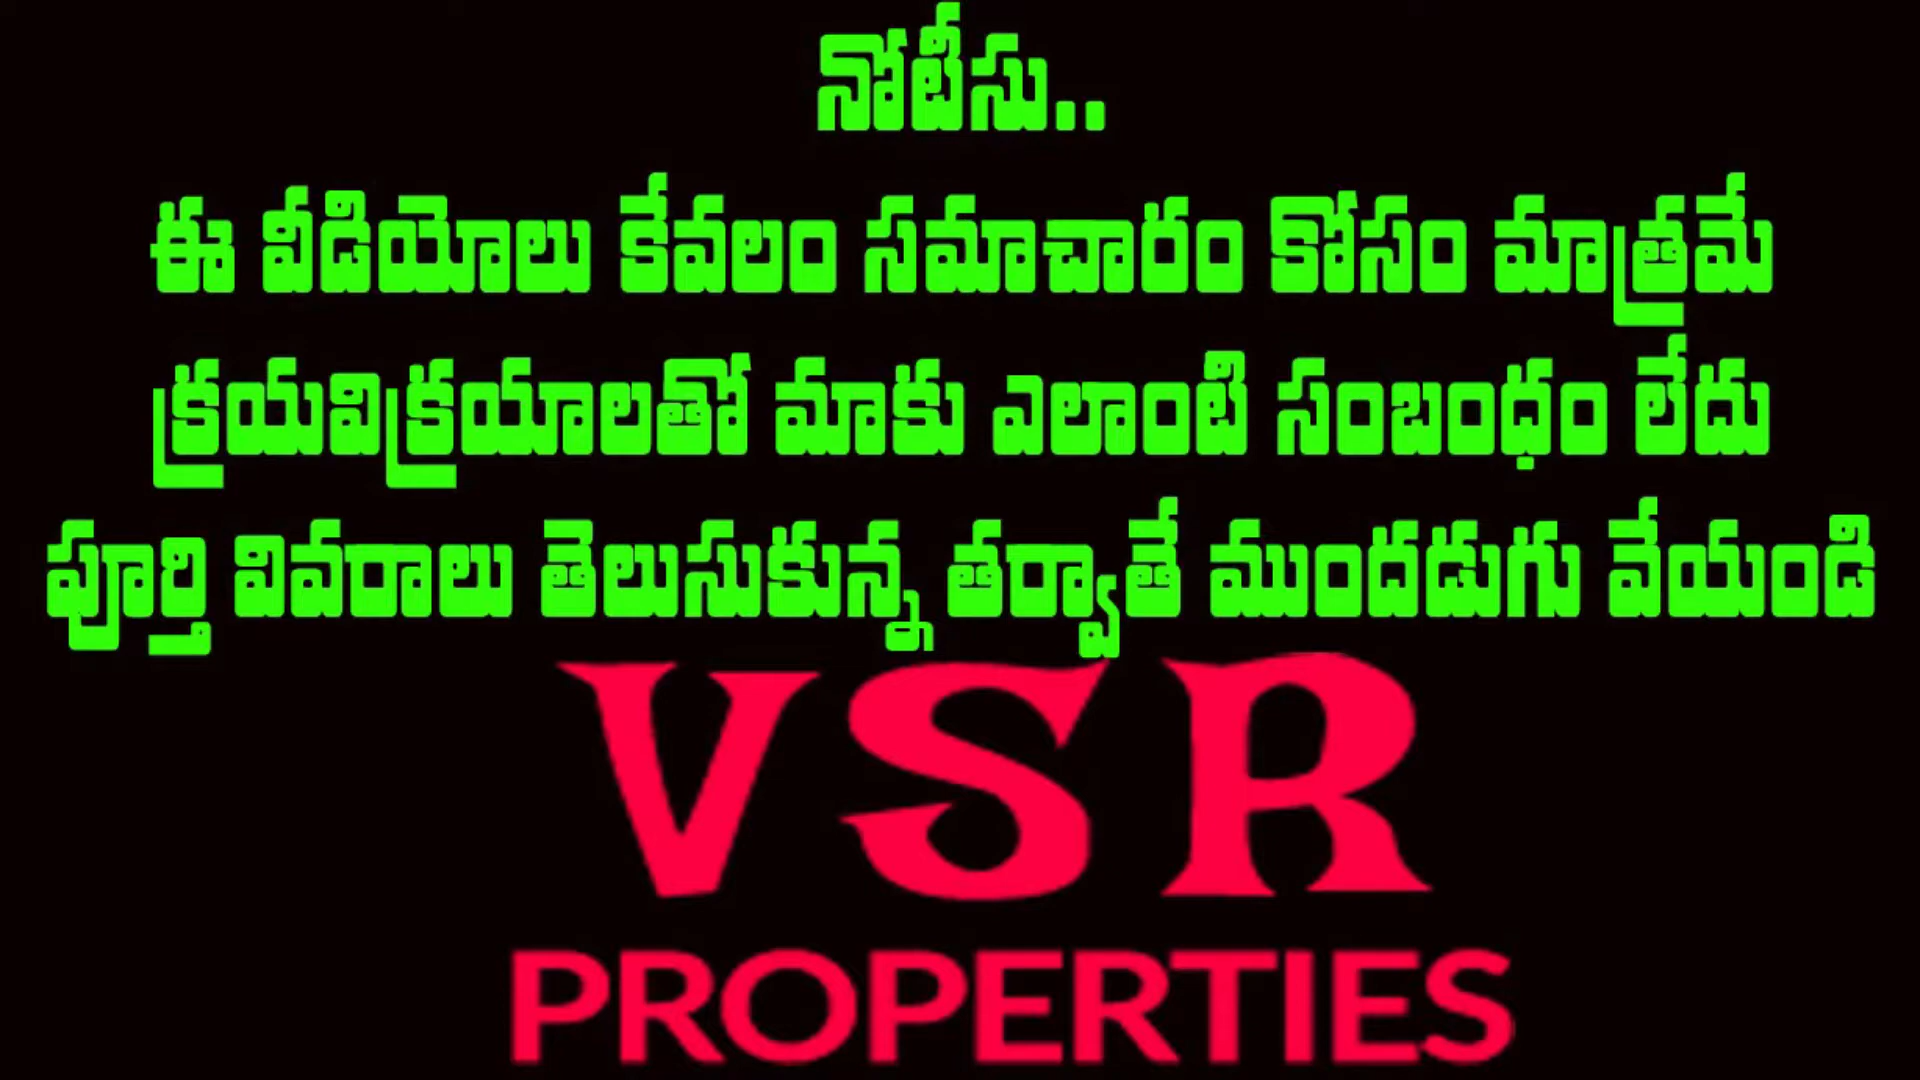 నోటీసు..
ఈ వీడియోలు కేవలం సమాచారం కోసం మాత్రమే
క్రయవిక్రయాలతో మాకు ఎలాంటి సంబంధం లేదు
పూర్తి వివరాలు తెలుసుకున్న తర్వాతే ముందడుగు వేయండి
VSR
PROPERTIES